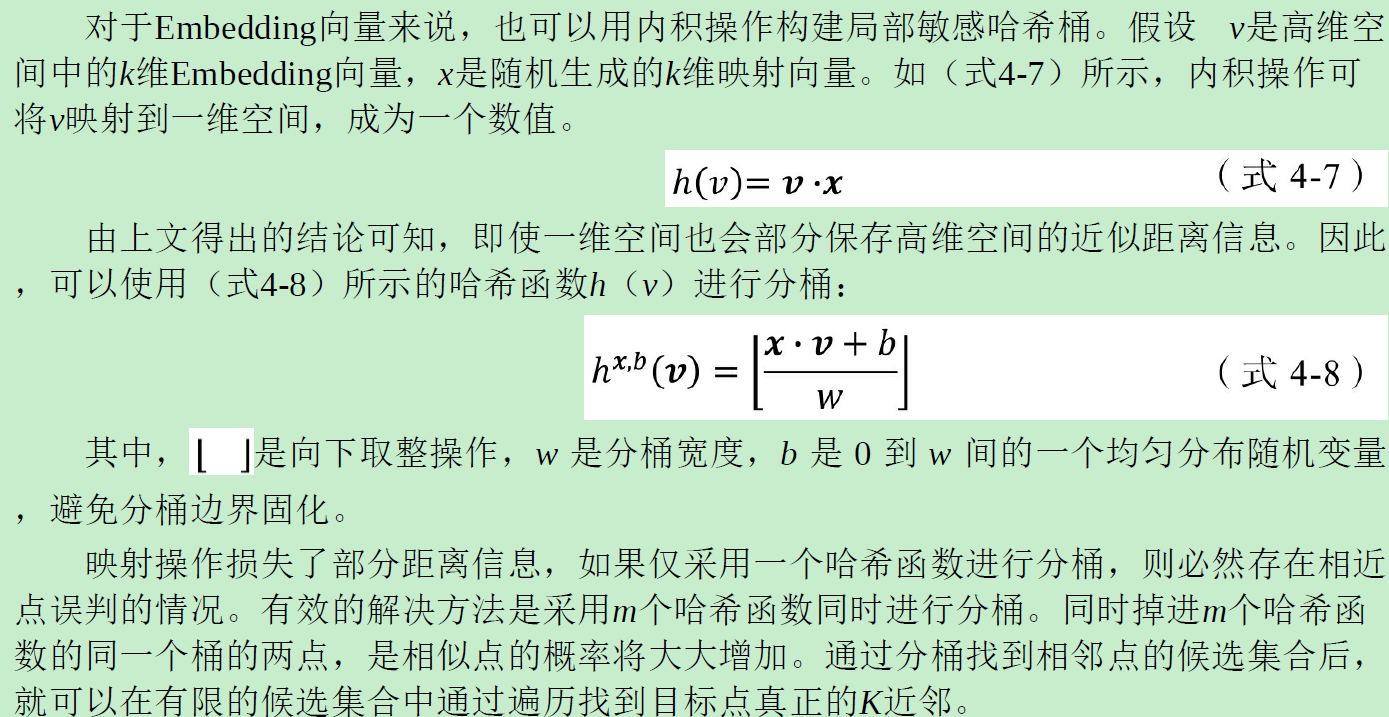 对于Embedding向量来说，也可以用内积操作构建局部敏感哈希桶。假设 v是高维空
间中的k维Embedding向量，x是随机生成的k维映射向量。如（式4-7）所示，内积操作可
将v映射到一维空间，成为一个数值。
h(v)= v·x （式 4-7）
由上文得出的结论可知，即使一维空间也会部分保存高维空间的近似距离信息。因此
，可以使用（式4-8）所示的哈希函数h（v）进行分桶：
h^{x,b}(v) = ⌊(x · v + b)/w⌋ （式 4-8）
其中，⌊ ⌋是向下取整操作，w 是分桶宽度，b 是 0 到 w 间的一个均匀分布随机变量
，避免分桶边界固化。
映射操作损失了部分距离信息，如果仅采用一个哈希函数进行分桶，则必然存在相近
点误判的情况。有效的解决方法是采用m个哈希函数同时进行分桶。同时掉进m个哈希函
数的同一个桶的两点，是相似点的概率将大大增加。通过分桶找到相邻点的候选集合后，
就可以在有限的候选集合中通过遍历找到目标点真正的K近邻。